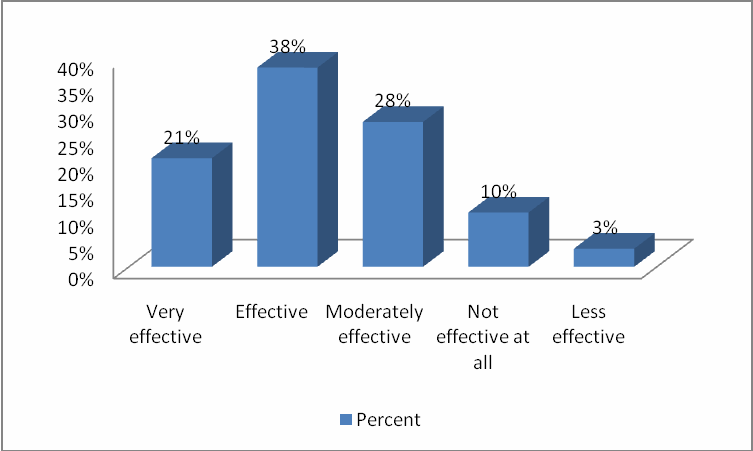 38%
40%
35%
28%
30%
21%
25%
20%
10%
15%
3%
10%
5%
0%
Very
effective
Effective
Moderately
effective
Not
effective at
all
Less
effective
Percent